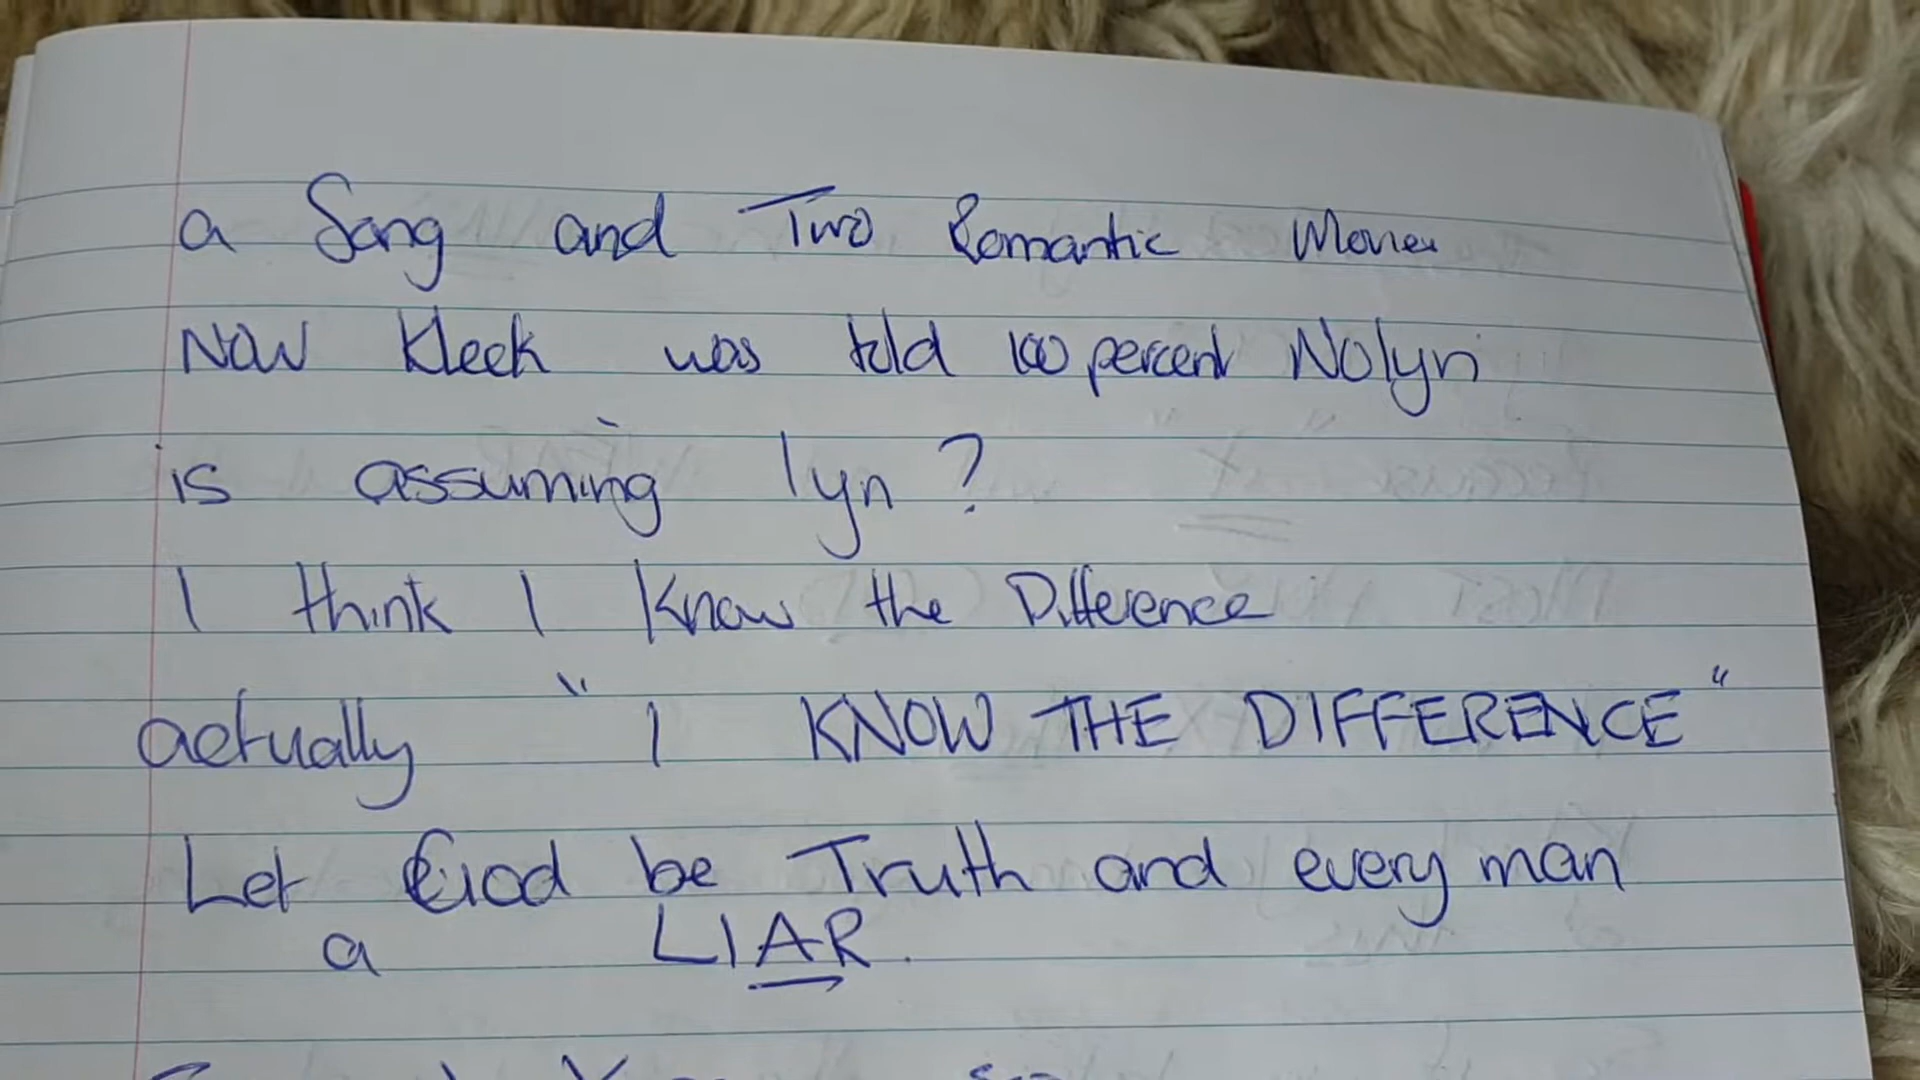 a Song and Two Romantic Movies
Now Kleek was told 100 percent Nolyn
is assuming lyn ?
I think I Know the Difference
actually "I KNOW THE DIFFERENCE"
Let God be Truth and every man
a LIAR.